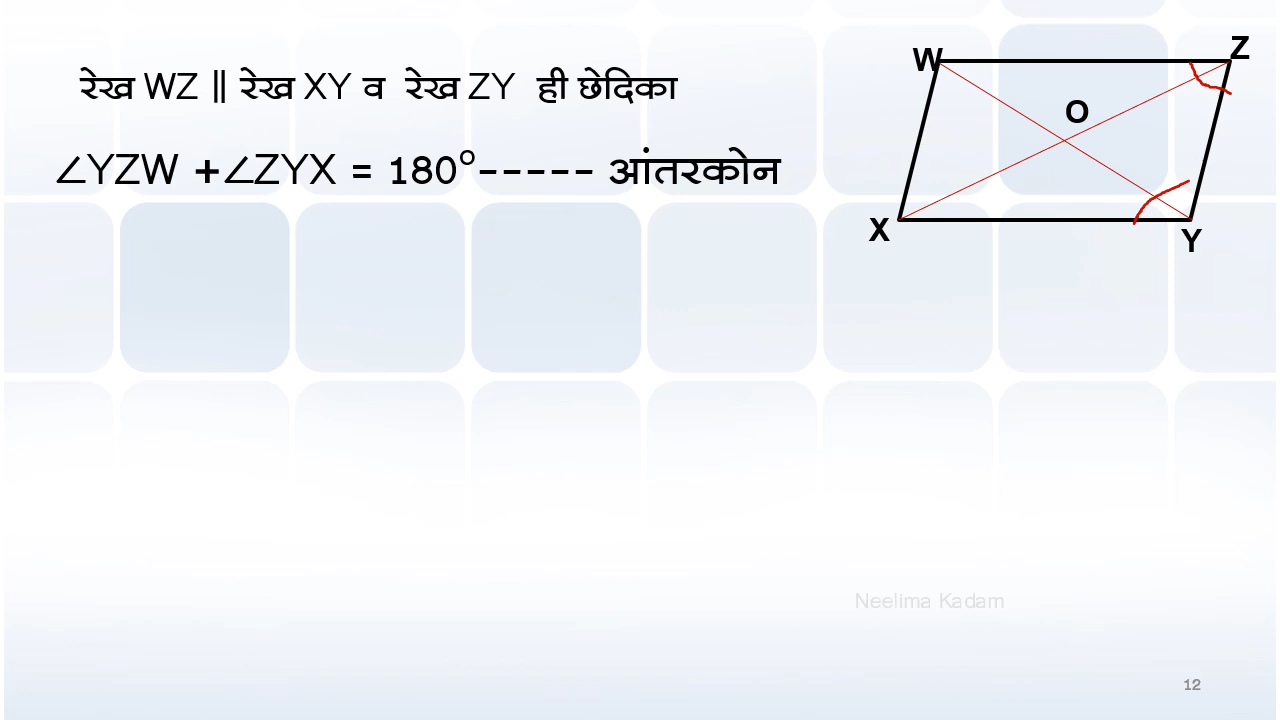 रेख WZ || रेख XY व रेख ZY ही छेदिका
∠YZW +∠ZYX = 180°----- आंतरकोन
W
Z
O
X
Y
Neelima Kadam
12